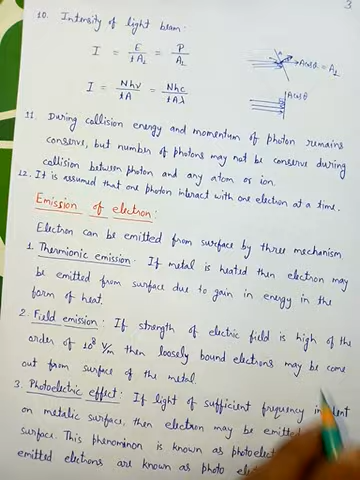 3
10. Intensity of light beam:
I = E/tA⊥ = P/A⊥
A Acosθ = A⊥
I = Nhν/tA = Nhc/tAλ
Acosθ
11. During collision energy and momentum of photon remains
conserve, but number of photons may not be conserve during
collision between photon and any atom or ion.
12. It is assumed that one photon interact with one electron at a time.
Emission of electron:
Electron can be emitted from surface by three mechanism
1. Thermionic emission: If metal is heated then electron may
be emitted from surface due to gain in energy in the
form of heat.
2. Field emission: If strength of electric field is high of the
order of 10⁸ V/m then loosely bound electrons may be come
out from surface of the metal.
3. Photoelectric effect: If light of sufficient frequency
on metalic surface, then electron may be emitted
surface. This phenominon is known as
emitted elections are known as photo